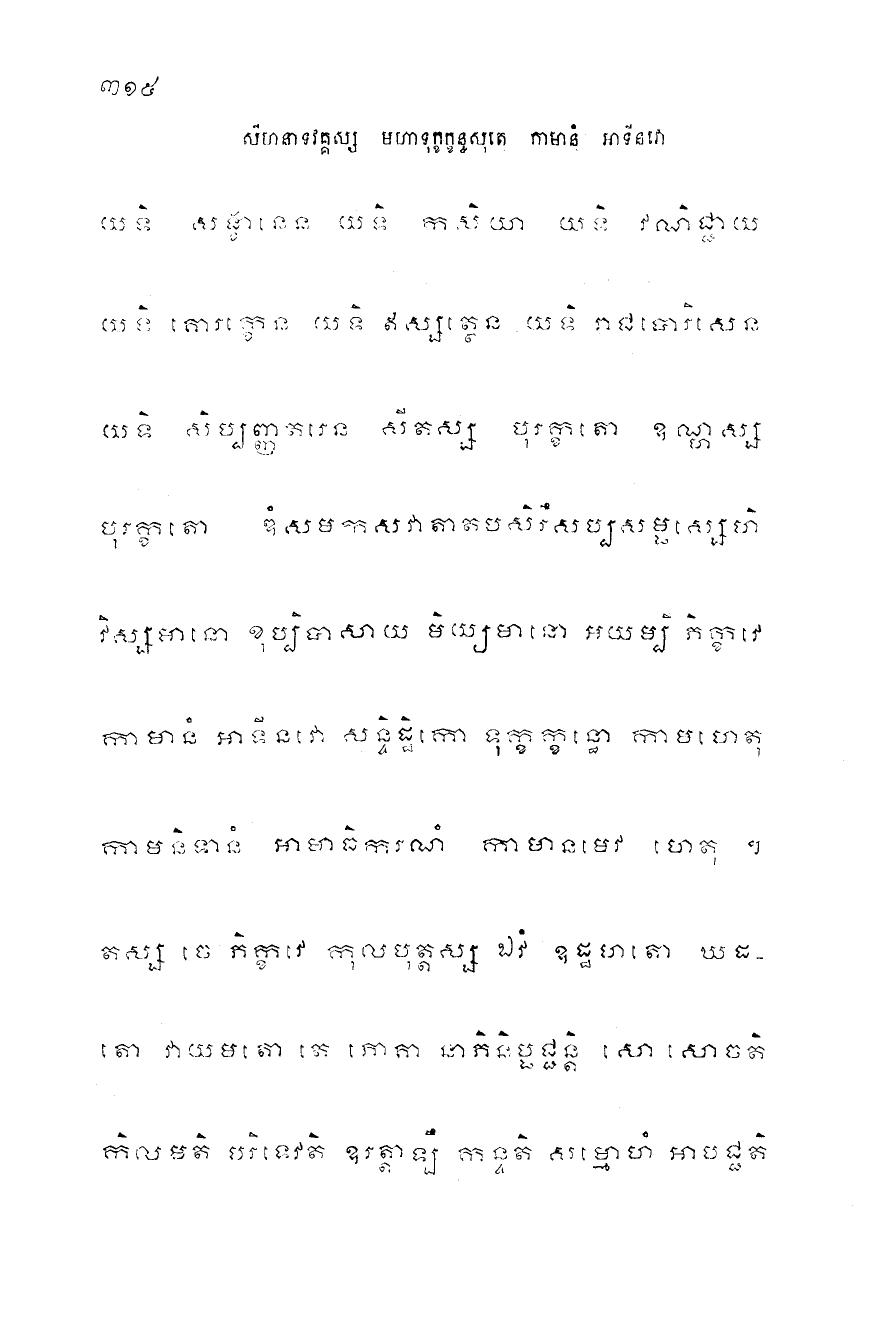 ៣១៥
សីហនាទវគ្គស្ស មហាទុក្ខក្ខន្ធសុត្តេ កាមានំ អាទីនវោ
យទិ សង្ខានេន យទិ កសិយា យទិ វណិជ្ជាយ
យទិ គោរក្ខេន យទិ ឥស្សត្ថេន យទិ រាជបោរិសេន
យទិ សិប្បញ្ញតរេន សីតស្ស បុរក្ខតោ ឧណ្ហស្ស
បុរក្ខតោ ឌំសមកសវាតាតបសិរឹសប្បសម្ផស្សេហិ
រិស្សមានោ ខុប្បិបាសាយ មិយ្យមានោ អយម្បិ ភិក្ខវេ
កាមានំ អាទីនវោ សន្ទិដ្ឋិកោ ទុក្ខក្ខន្ធោ កាមហេតុ
កាមនិទានំ កាមាធិករណំ កាមានមេវ ហេតុ ។
តស្ស ចេ ភិក្ខវេ កុលបុត្តស្ស ឯវំ ឧដ្ឋហតោ ឃដ-
តោ វាយមតោ តេ ភោគា នាភិនិប្ផជ្ជន្តិ សោ សោចតិ
កិលមតិ បរិទេវតិ ឧរត្តាឡឹ កន្ទតិ សម្មោហំ អាបជ្ជតិ